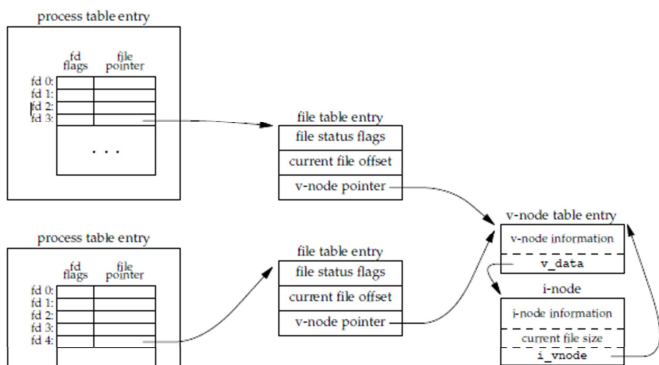 process table entry
fd flags
file pointer
fd 0:
fd 1:
fd 2:
fd 3:
. . .
file table entry
file status flags
current file offset
v-node pointer
process table entry
fd flags
file pointer
fd 0:
fd 1:
fd 2:
fd 3:
fd 4:
file table entry
file status flags
current file offset
v-node pointer
v-node table entry
v-node information
v_data
i-node
i-node information
current file size
i_vnode